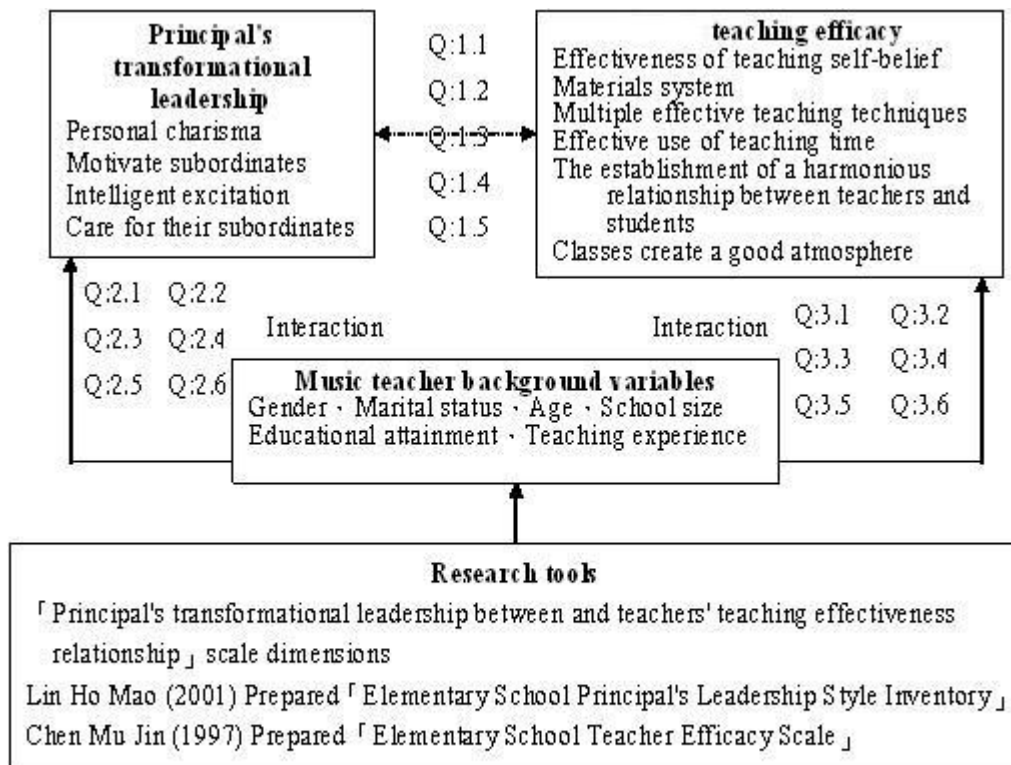 Principal's
transformational
leadership
Personal charisma
Motivate subordinates
Intelligent excitation
Care for their subordinates
Q:1.1
Q:1.2
Q:1.3
Q:1.4
Q:1.5
teaching efficacy
Effectiveness of teaching self-belief
Materials system
Multiple effective teaching techniques
Effective use of teaching time
The establishment of a harmonious
relationship between teachers and
students
Classes create a good atmosphere
Q:2.1 Q:2.2
Q:2.3 Q:2.4
Q:2.5 Q:2.6
Interaction
Interaction
Q:3.1 Q:3.2
Q:3.3 Q:3.4
Q:3.5 Q:3.6
Music teacher background variables
Gender、Marital status、Age、School size
Educational attainment、Teaching experience
Research tools
「Principal's transformational leadership between and teachers' teaching effectiveness
relationship」scale dimensions
Lin Ho Mao (2001) Prepared「Elementary School Principal's Leadership Style Inventory」
Chen Mu Jin (1997) Prepared「Elementary School Teacher Efficacy Scale」